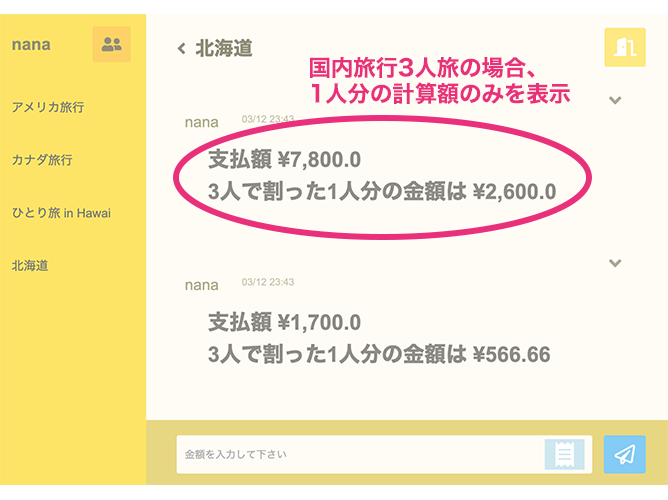 nana
アメリカ旅行
カナダ旅行
ひとり旅 in Hawai
北海道
北海道
国内旅行3人旅の場合、
1人分の計算額のみを表示
nana 03/12 23:43
支払額 ¥7,800.0
3人で割った1人分の金額は ¥2,600.0
nana 03/12 23:43
支払額 ¥1,700.0
3人で割った1人分の金額は ¥566.66
金額を入力して下さい